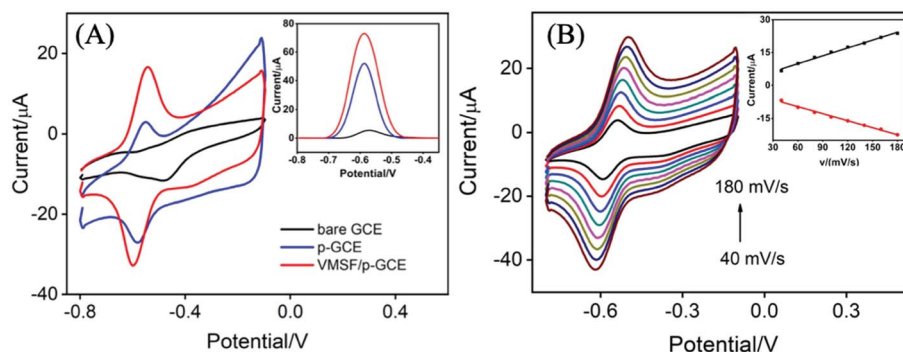 (A)
Current/μA
20
0
-20
-40
-0.8
-0.4
0.0
0.4
Potential/V
bare GCE
p-GCE
VMSF/p-GCE
Current/μA
80
60
40
20
0
-0.8
-0.7
-0.6
-0.5
-0.4
Potential/V
(B)
Current/μA
40
20
0
-20
-40
-0.6
-0.3
0.0
0.3
0.6
Potential/V
180 mV/s
40 mV/s
Current/μA
30
15
0
-15
30
60
90
120
150
180
v/(mV/s)